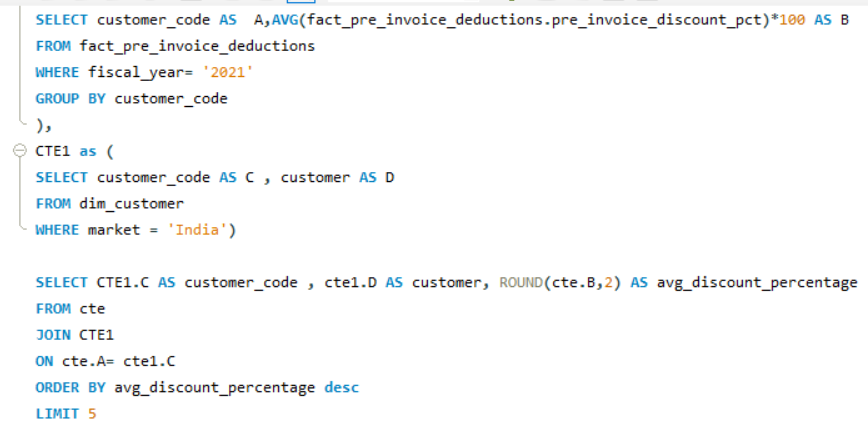 SELECT customer_code AS  A,AVG(fact_pre_invoice_deductions.pre_invoice_discount_pct)*100 AS B
FROM fact_pre_invoice_deductions
WHERE fiscal_year= '2021'
GROUP BY customer_code
),
CTE1 as (
SELECT customer_code AS C , customer AS D
FROM dim_customer
WHERE market = 'India')
SELECT CTE1.C AS customer_code , cte1.D AS customer, ROUND(cte.B,2) AS avg_discount_percentage
FROM cte
JOIN CTE1
ON cte.A= cte1.C
ORDER BY avg_discount_percentage desc
LIMIT 5